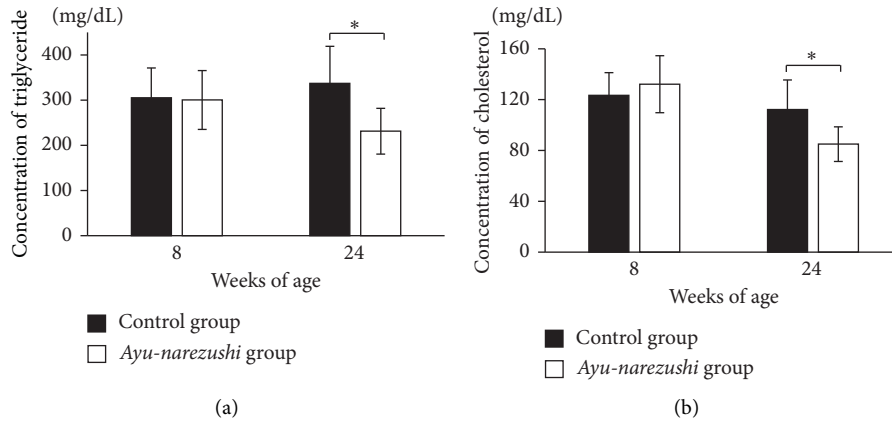 (mg/dL)
Concentration of triglyceride
400
300
200
300
100
0
*
8
24
Weeks of age
Control group
Ayu-narezushi group
(a)
(mg/dL)
Concentration of cholesterol
160
120
80
40
0
*
8
24
Weeks of age
Control group
Ayu-narezushi group
(b)